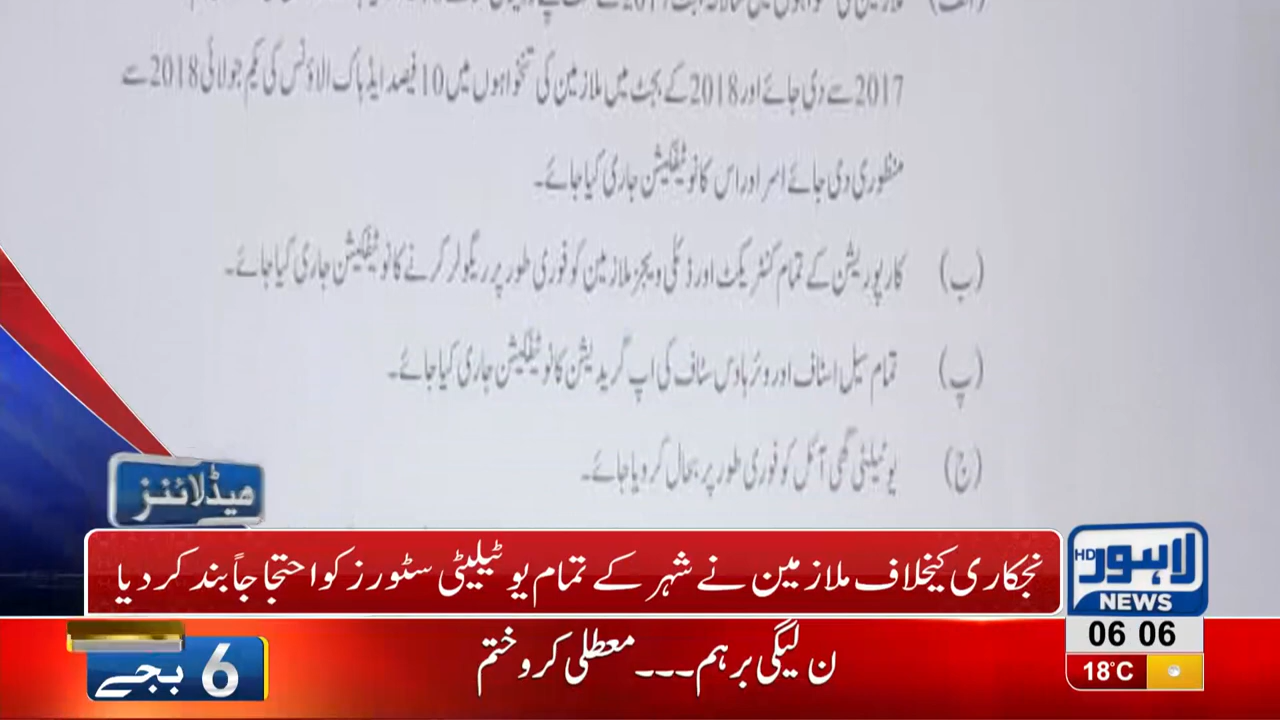 2017 سے دی جائے اور 2018 کے بجٹ میں ملازمین کی تنخواہوں میں 10 فیصد ایڈہاک الاؤنس کی یکم جولائی 2018 سے
منظوری دی جائے اسر اور اس کا نوٹیفکیشن جاری کیا جائے۔
(ب) کارپوریشن کے تمام کنٹریکٹ اور ڈیلی ویجز ملازمین کو فوری طور پر ریگولر کرنے کا نوٹیفکیشن جاری کیا جائے۔
(پ) تمام سیل اسٹاف اور وئرہاؤس سٹاف کی اپ گریڈیشن کا نوٹیفکیشن جاری کیا جائے۔
(ج) یوٹیلیٹی گھی آئل کو فوری طور پر بحال کر دیا جائے۔
ہیڈلائنز
نجکاری کیخلاف ملازمین نے شہر کے تمام یوٹیلیٹی سٹورز کو احتجاجاً بند کر دیا
لاہور HD
NEWS
06 06
18°C
ن لیگی برہم۔۔۔ معطلی کرو ختم
6 بجے